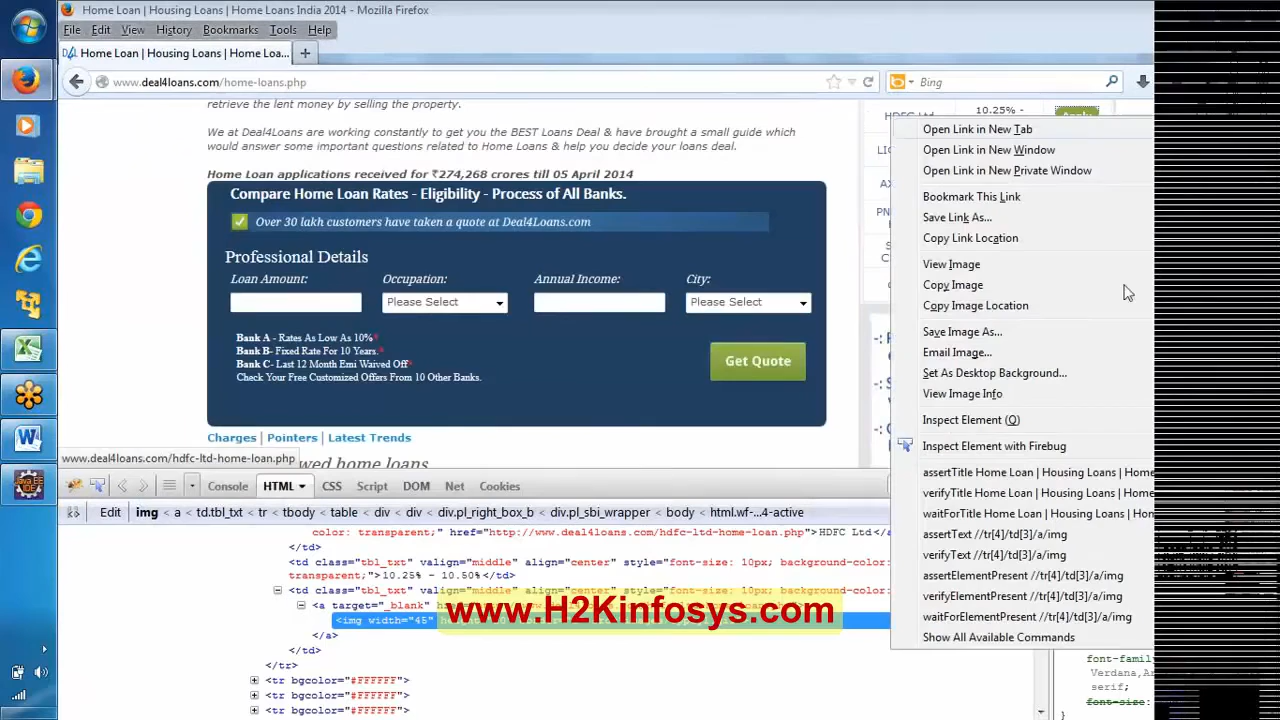 Home Loan | Housing Loans | Home Loans India 2014 - Mozilla Firefox
File Edit View History Bookmarks Tools Help
Home Loan | Housing Loans | Home Loa... +
www.deal4loans.com/home-loans.php
Bing
retrieve the lent money by selling the property.
We at Deal4Loans are working constantly to get you the BEST Loans Deal & have brought a small guide which
would answer some important questions related to Home Loans & help you decide your loans deal.
Home Loan applications received for ₹274,268 crores till 05 April 2014
Compare Home Loan Rates - Eligibility - Process of All Banks.
Over 30 lakh customers have taken a quote at Deal4Loans.com
Professional Details
Loan Amount: Occupation: Annual Income: City:
Please Select Please Select
Bank A - Rates As Low As 10%*
Bank B- Fixed Rate For 10 Years.*
Bank C- Last 12 Month Emi Waived Off*
Check Your Free Customized Offers From 10 Other Banks.
Get Quote
Charges | Pointers | Latest Trends
www.deal4loans.com/hdfc-ltd-home-loan.php
wed home loans
10.25% -
Open Link in New Tab
Open Link in New Window
Open Link in New Private Window
Bookmark This Link
Save Link As...
Copy Link Location
View Image
Copy Image
Copy Image Location
Save Image As...
Email Image...
Set As Desktop Background...
View Image Info
Inspect Element (Q)
Inspect Element with Firebug
assertTitle Home Loan | Housing Loans | Home
verifyTitle Home Loan | Housing Loans | Home
waitForTitle Home Loan | Housing Loans | Hon
assertText //tr[4]/td[3]/a/img
verifyText //tr[4]/td[3]/a/img
assertElementPresent //tr[4]/td[3]/a/img
verifyElementPresent //tr[4]/td[3]/a/img
waitForElementPresent //tr[4]/td[3]/a/img
Show All Available Commands
Console HTML CSS Script DOM Net Cookies
Edit img < a < td.tbl_txt < tr < tbody < table < div < div < div.pl_right_box_b < div.pl_sbi_wrapper < body < html.wf-...4-active
color: transparent;" href="http://www.deal4loans.com/hdfc-ltd-home-loan.php">HDFC Ltd</a
</td>
<td class="tbl_txt" valign="middle" align="center" style="font-size: 10px; background-color:
transparent;">10.25% - 10.50%</td>
<td class="tbl_txt" valign="middle" align="center" style="font-size: 10px; background-color:
<a target="_blank"
<img width="45"
</a>
</td>
</tr>
<tr bgcolor="#FFFFFF">
<tr bgcolor="#FFFFFF">
<tr bgcolor="#FFFFFF">
www.H2Kinfosys.com
font-family
Verdana,Ar
serif;
font-size:
}